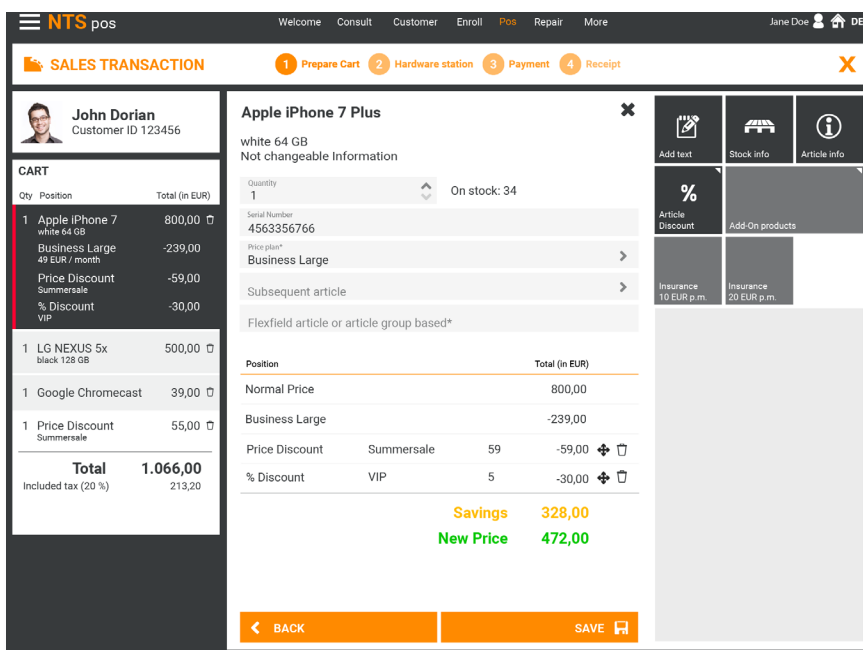 NTS pos
Welcome Consult Customer Enroll Pos Repair More
Jane Doe DE
SALES TRANSACTION
1 Prepare Cart 2 Hardware station 3 Payment 4 Receipt
X
John Dorian
Customer ID 123456
CART
Qty Position Total (in EUR)
1 Apple iPhone 7 800,00
white 64 GB
Business Large -239,00
49 EUR / month
Price Discount -59,00
Summersale
% Discount -30,00
VIP
1 LG NEXUS 5x 500,00
black 128 GB
1 Google Chromecast 39,00
1 Price Discount 55,00
Summersale
Total 1.066,00
Included tax (20 %) 213,20
Apple iPhone 7 Plus
white 64 GB
Not changeable Information
Quantity
1
On stock: 34
Serial Number
4563356766
Price plan*
Business Large
Subsequent article
Flexfield article or article group based*
Position Total (in EUR)
Normal Price 800,00
Business Large -239,00
Price Discount Summersale 59 -59,00
% Discount VIP 5 -30,00
Savings 328,00
New Price 472,00
BACK
SAVE
Add text
Stock info
Article info
%
Article
Discount
Add-On products
Insurance
10 EUR p.m.
Insurance
20 EUR p.m.